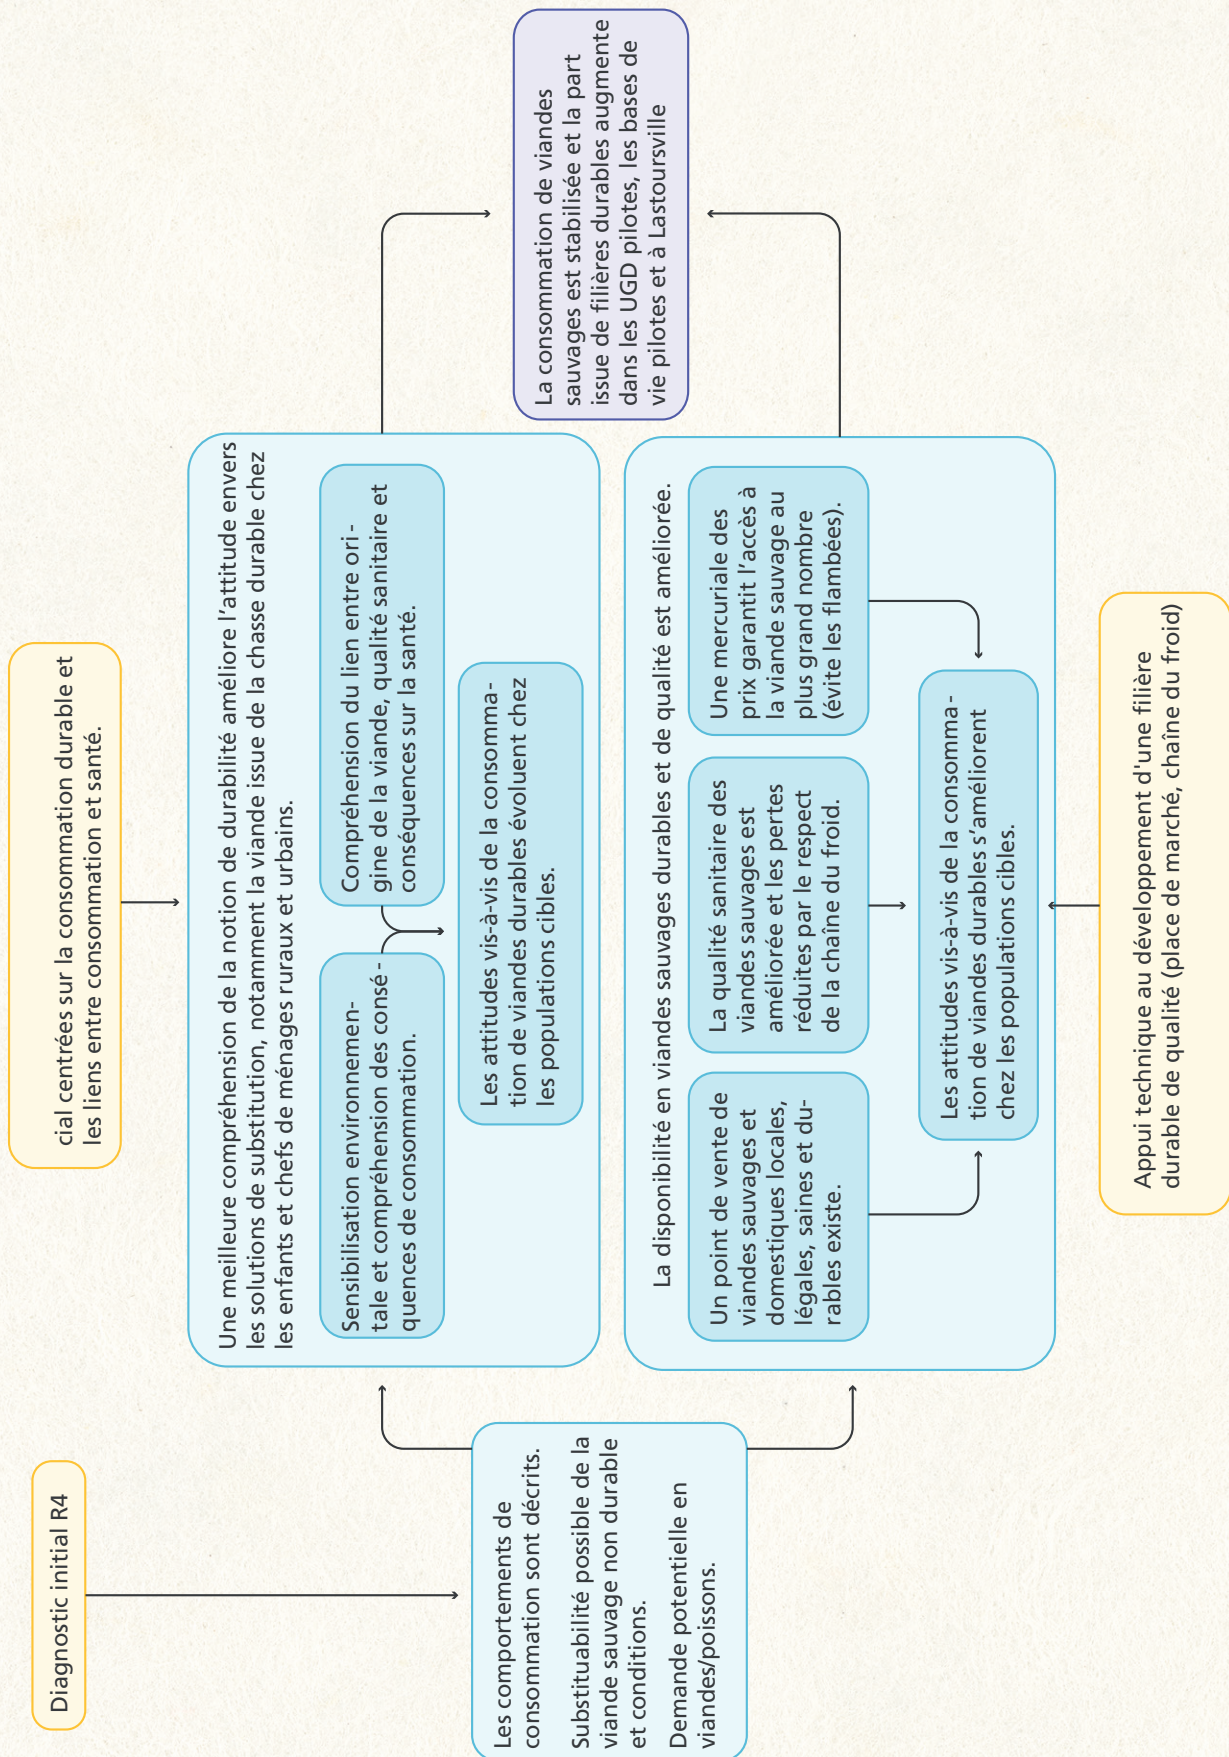 Diagnostic initial R4
Les comportements de
consommation sont décrits.
Substituabilité possible de la
viande sauvage non durable
et conditions.
Demande potentielle en
viandes/poissons.
cial centrées sur la consommation durable et
les liens entre consommation et santé.
Une meilleure compréhension de la notion de durabilité améliore l’attitude envers
les solutions de substitution, notamment la viande issue de la chasse durable chez
les enfants et chefs de ménages ruraux et urbains.
Sensibilisation environnemen-
tale et compréhension des consé-
quences de consommation.
Compréhension du lien entre ori-
gine de la viande, qualité sanitaire et
conséquences sur la santé.
Les attitudes vis-à-vis de la consomma-
tion de viandes durables évoluent chez
les populations cibles.
La disponibilité en viandes sauvages durables et de qualité est améliorée.
Un point de vente de
viandes sauvages et
domestiques locales,
légales, saines et du-
rables existe.
La qualité sanitaire des
viandes sauvages est
améliorée et les pertes
réduites par le respect
de la chaîne du froid.
Une mercuriale des
prix garantit l’accès à
la viande sauvage au
plus grand nombre
(évite les flambées).
Les attitudes vis-à-vis de la consomma-
tion de viandes durables s’améliorent
chez les populations cibles.
Appui technique au développement d'une filière
durable de qualité (place de marché, chaîne du froid)
La consommation de viandes
sauvages est stabilisée et la part
issue de filières durables augmente
dans les UGD pilotes, les bases de
vie pilotes et à Lastoursville